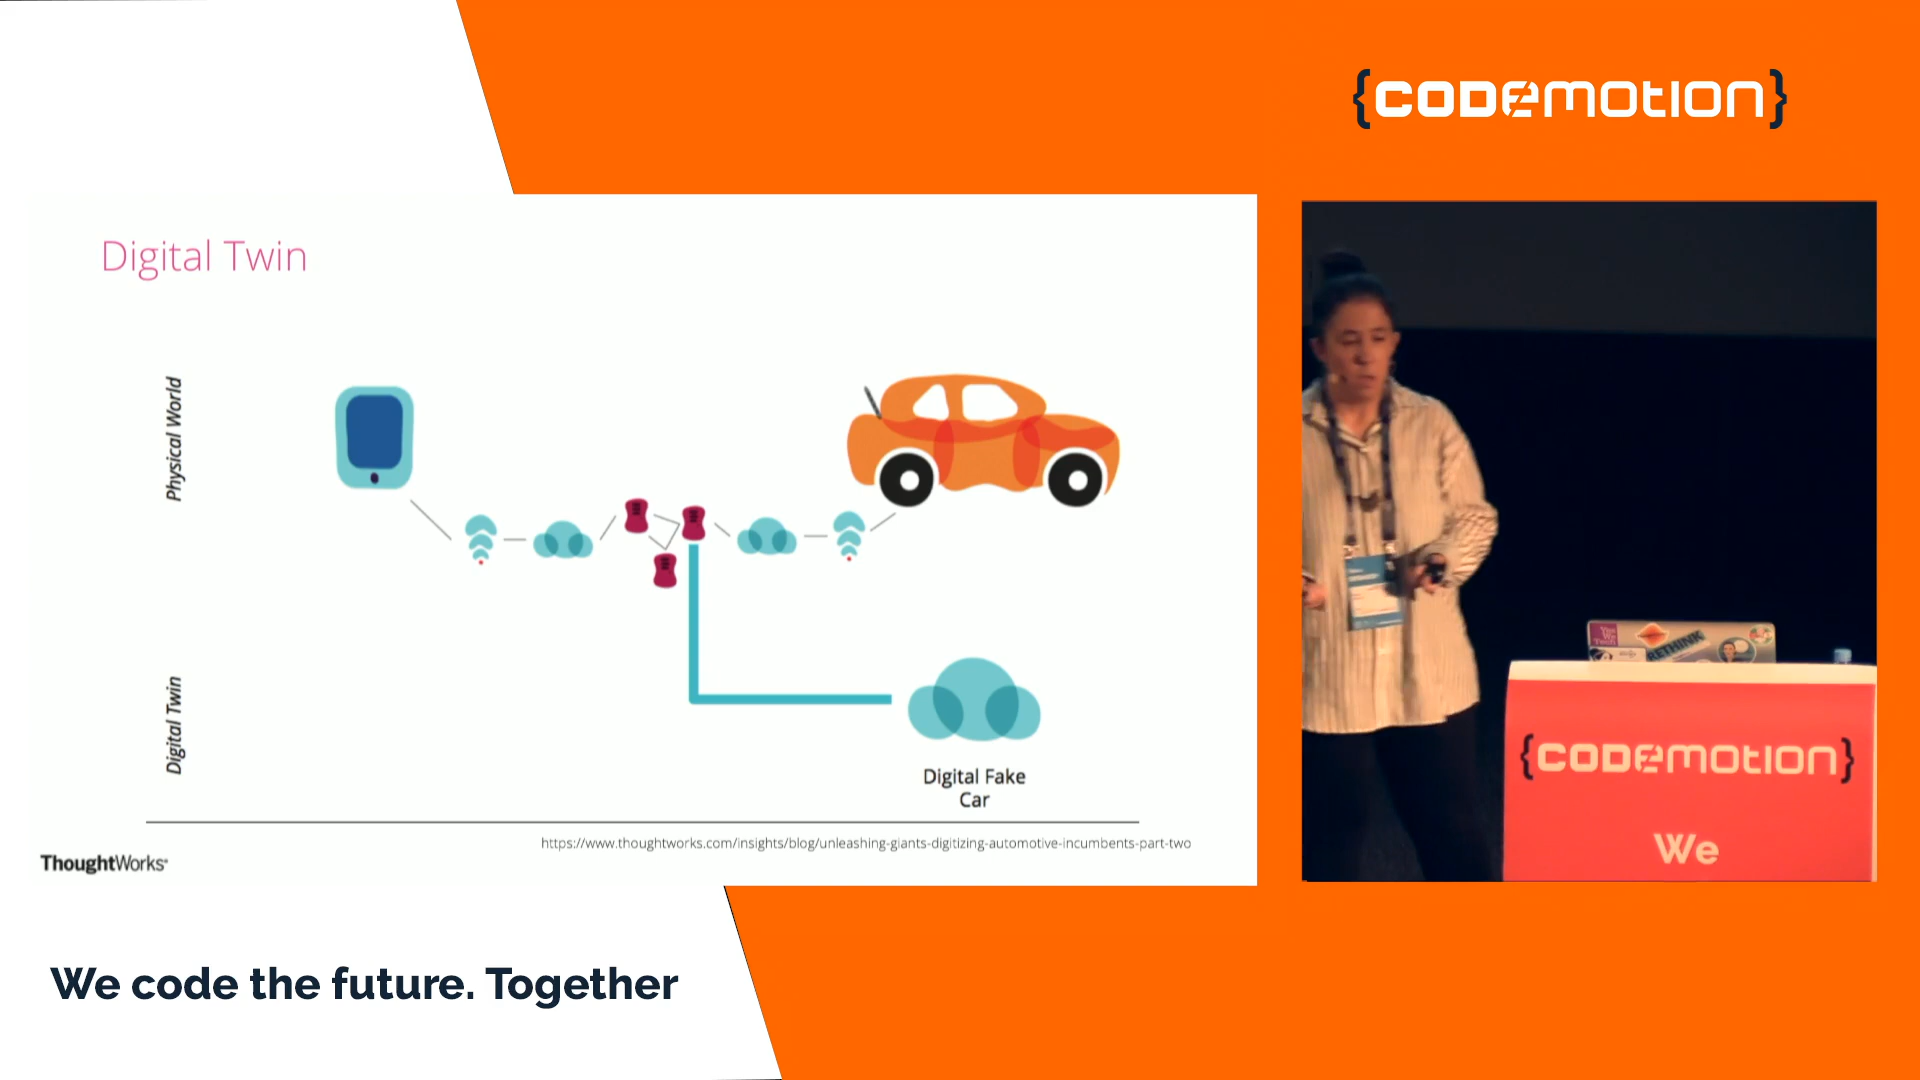 {CODEMOTION}
Digital Twin
Physical World
Digital Twin
Digital Fake
Car
https://www.thoughtworks.com/insights/blog/unleashing-giants-digitizing-automotive-incumbents-part-two
ThoughtWorks
RETHINK
{CODEMOTION}
We
We code the future. Together